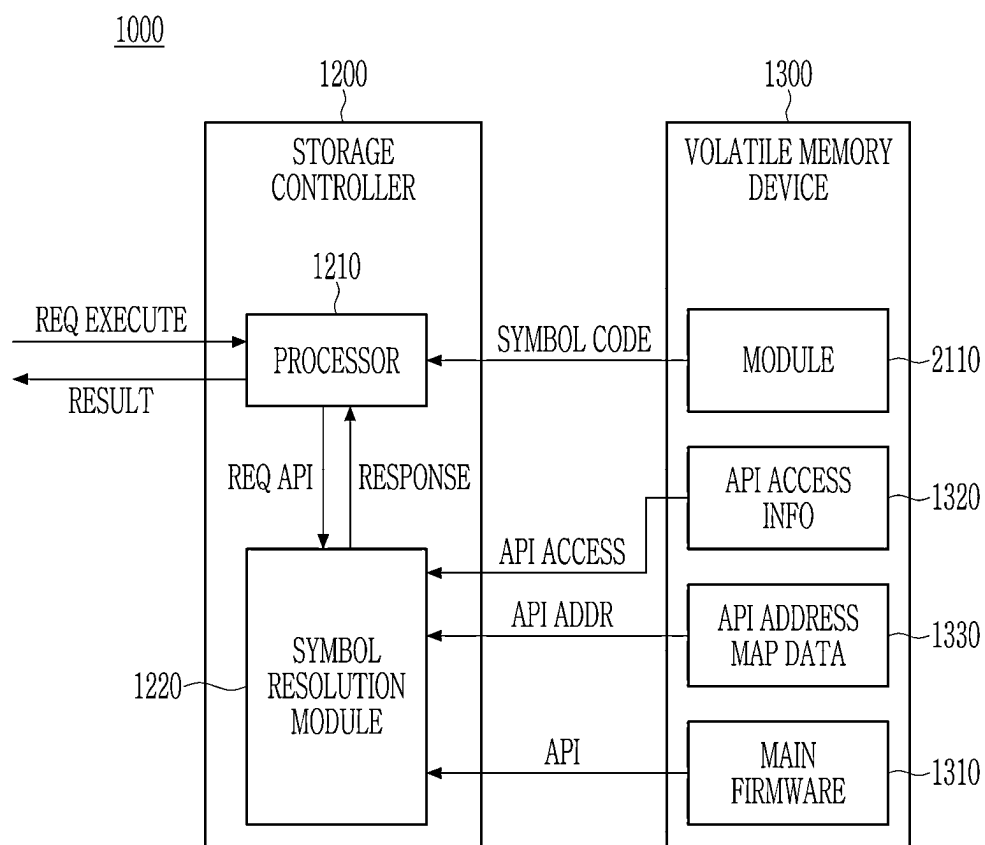 1000
1200
1300
STORAGE
CONTROLLER
VOLATILE MEMORY
DEVICE
1210
REQ EXECUTE
PROCESSOR
RESULT
SYMBOL CODE
MODULE
2110
REQ API
RESPONSE
API ACCESS
INFO
1320
API ACCESS
API ADDR
API ADDRESS
MAP DATA
1330
1220
SYMBOL
RESOLUTION
MODULE
API
MAIN
FIRMWARE
1310